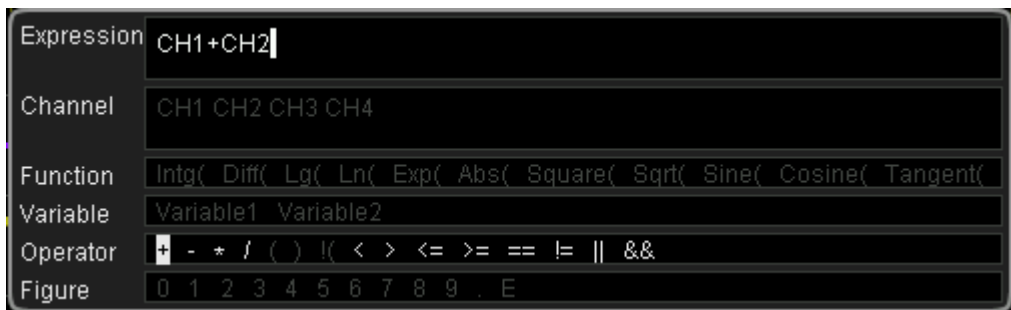 Expression CH1+CH2
Channel CH1 CH2 CH3 CH4
Function Intg( Diff( Lg( Ln( Exp( Abs( Square( Sqrt( Sine( Cosine( Tangent(
Variable Variable1 Variable2
Operator + - * / ( ) !( < > <= >= == != || &&
Figure 0 1 2 3 4 5 6 7 8 9 . E